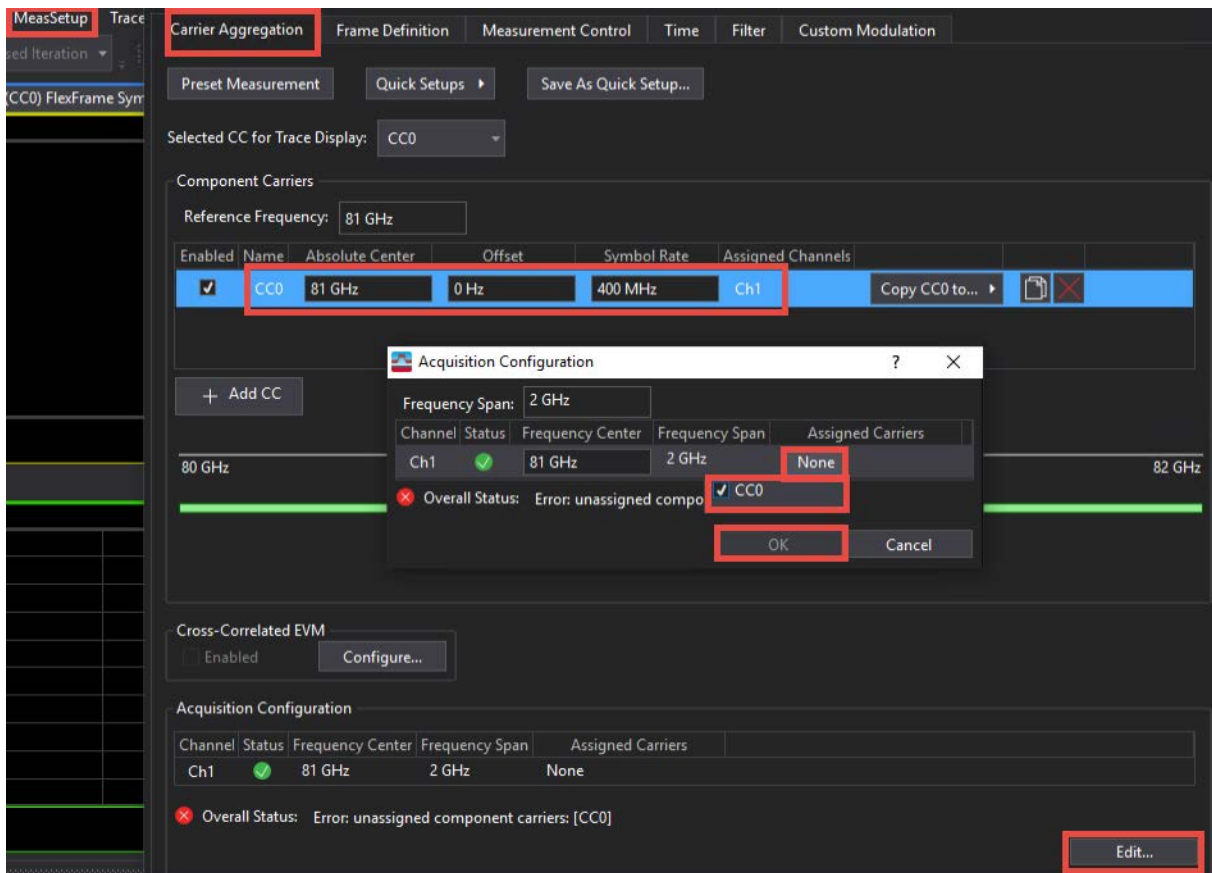 MeasSetup Trace
sed Iteration
(CC0) FlexFrame Sym
Carrier Aggregation Frame Definition Measurement Control Time Filter Custom Modulation
Preset Measurement Quick Setups Save As Quick Setup...
Selected CC for Trace Display: CC0
Component Carriers
Reference Frequency: 81 GHz
Enabled Name Absolute Center Offset Symbol Rate Assigned Channels
CC0 81 GHz 0 Hz 400 MHz Ch1 Copy CC0 to...
+ Add CC
80 GHz 82 GHz
Acquisition Configuration ? X
Frequency Span: 2 GHz
Channel Status Frequency Center Frequency Span Assigned Carriers
Ch1 81 GHz 2 GHz None
Overall Status: Error: unassigned compo
CC0
OK Cancel
Cross-Correlated EVM
Enabled Configure...
Acquisition Configuration
Channel Status Frequency Center Frequency Span Assigned Carriers
Ch1 81 GHz 2 GHz None
Overall Status: Error: unassigned component carriers: [CC0]
Edit...